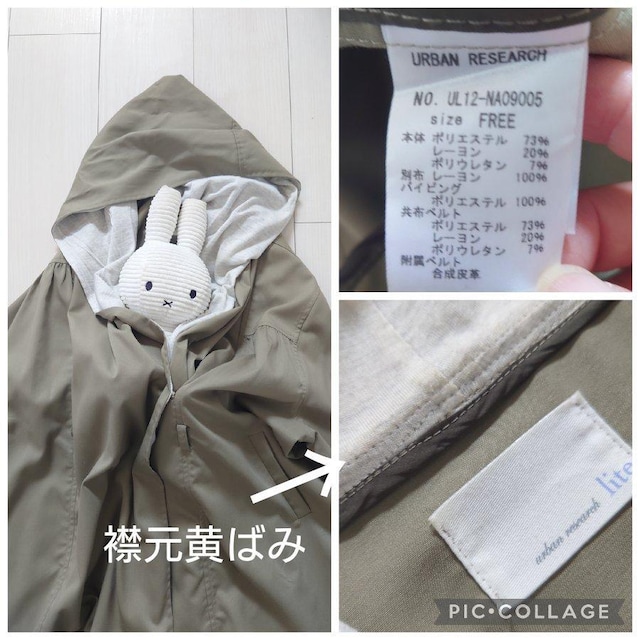 襟元黄ばみ
URBAN RESEARCH
NO. UL12-NA09005
size FREE
本体 ポリエステル 73%
レーヨン 20%
ポリウレタン 7%
別布 レーヨン 100%
パイピング
ポリエステル 100%
共布ベルト
ポリエステル 73%
レーヨン 20%
ポリウレタン 7%
附属ベルト
合成皮革
lite
urban research
PIC•COLLAGE